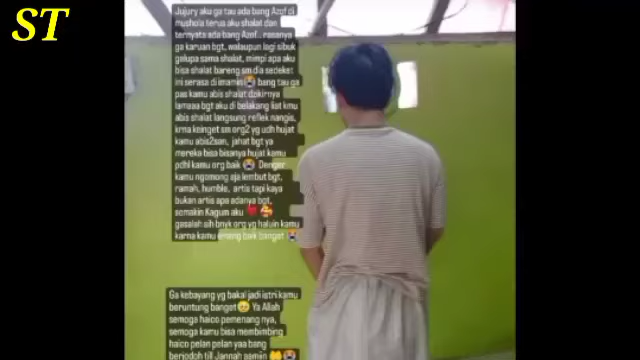 ST
Jujury aku ga tau ada bang Azof di
mushola terus aku shalat dan
ternyata ada bang Azof... rasanya
ga karuan bgt, walaupun lagi sibuk
galupa sama shalat, mimpi apa aku
bisa shalat bareng sm dia sedeket
ini serasa di imamin😭 bang tau ga
pas kamu abis shalat dzikirnya
lamaaa bgt aku di belakang liat kmu
abis shalat langsung reflek nangis,
krna keinget sm org2 yg udh hujat
kamu abis2san, jahat bgt ya
mereka bisa bisanya hujat kamu
pdhl kamu org baik 😭 Denger
kamu ngomong aja lembut bgt,
ramah, humble, artis tapi kaya
bukan artis apa adanya bgt,
semakin Kagum aku ❤️🥰
gasalah sih bnyk org yg haluin kamu
karna kamu emang baik banget 😭
Ga kebayang yg bakal jadi istri kamu
beruntung banget🥹 Ya Allah
semoga haico pemenang nya,
semoga kamu bisa membimbing
haico pelan pelan yaa bang
berjodoh till Jannah aamiin 🤲😭